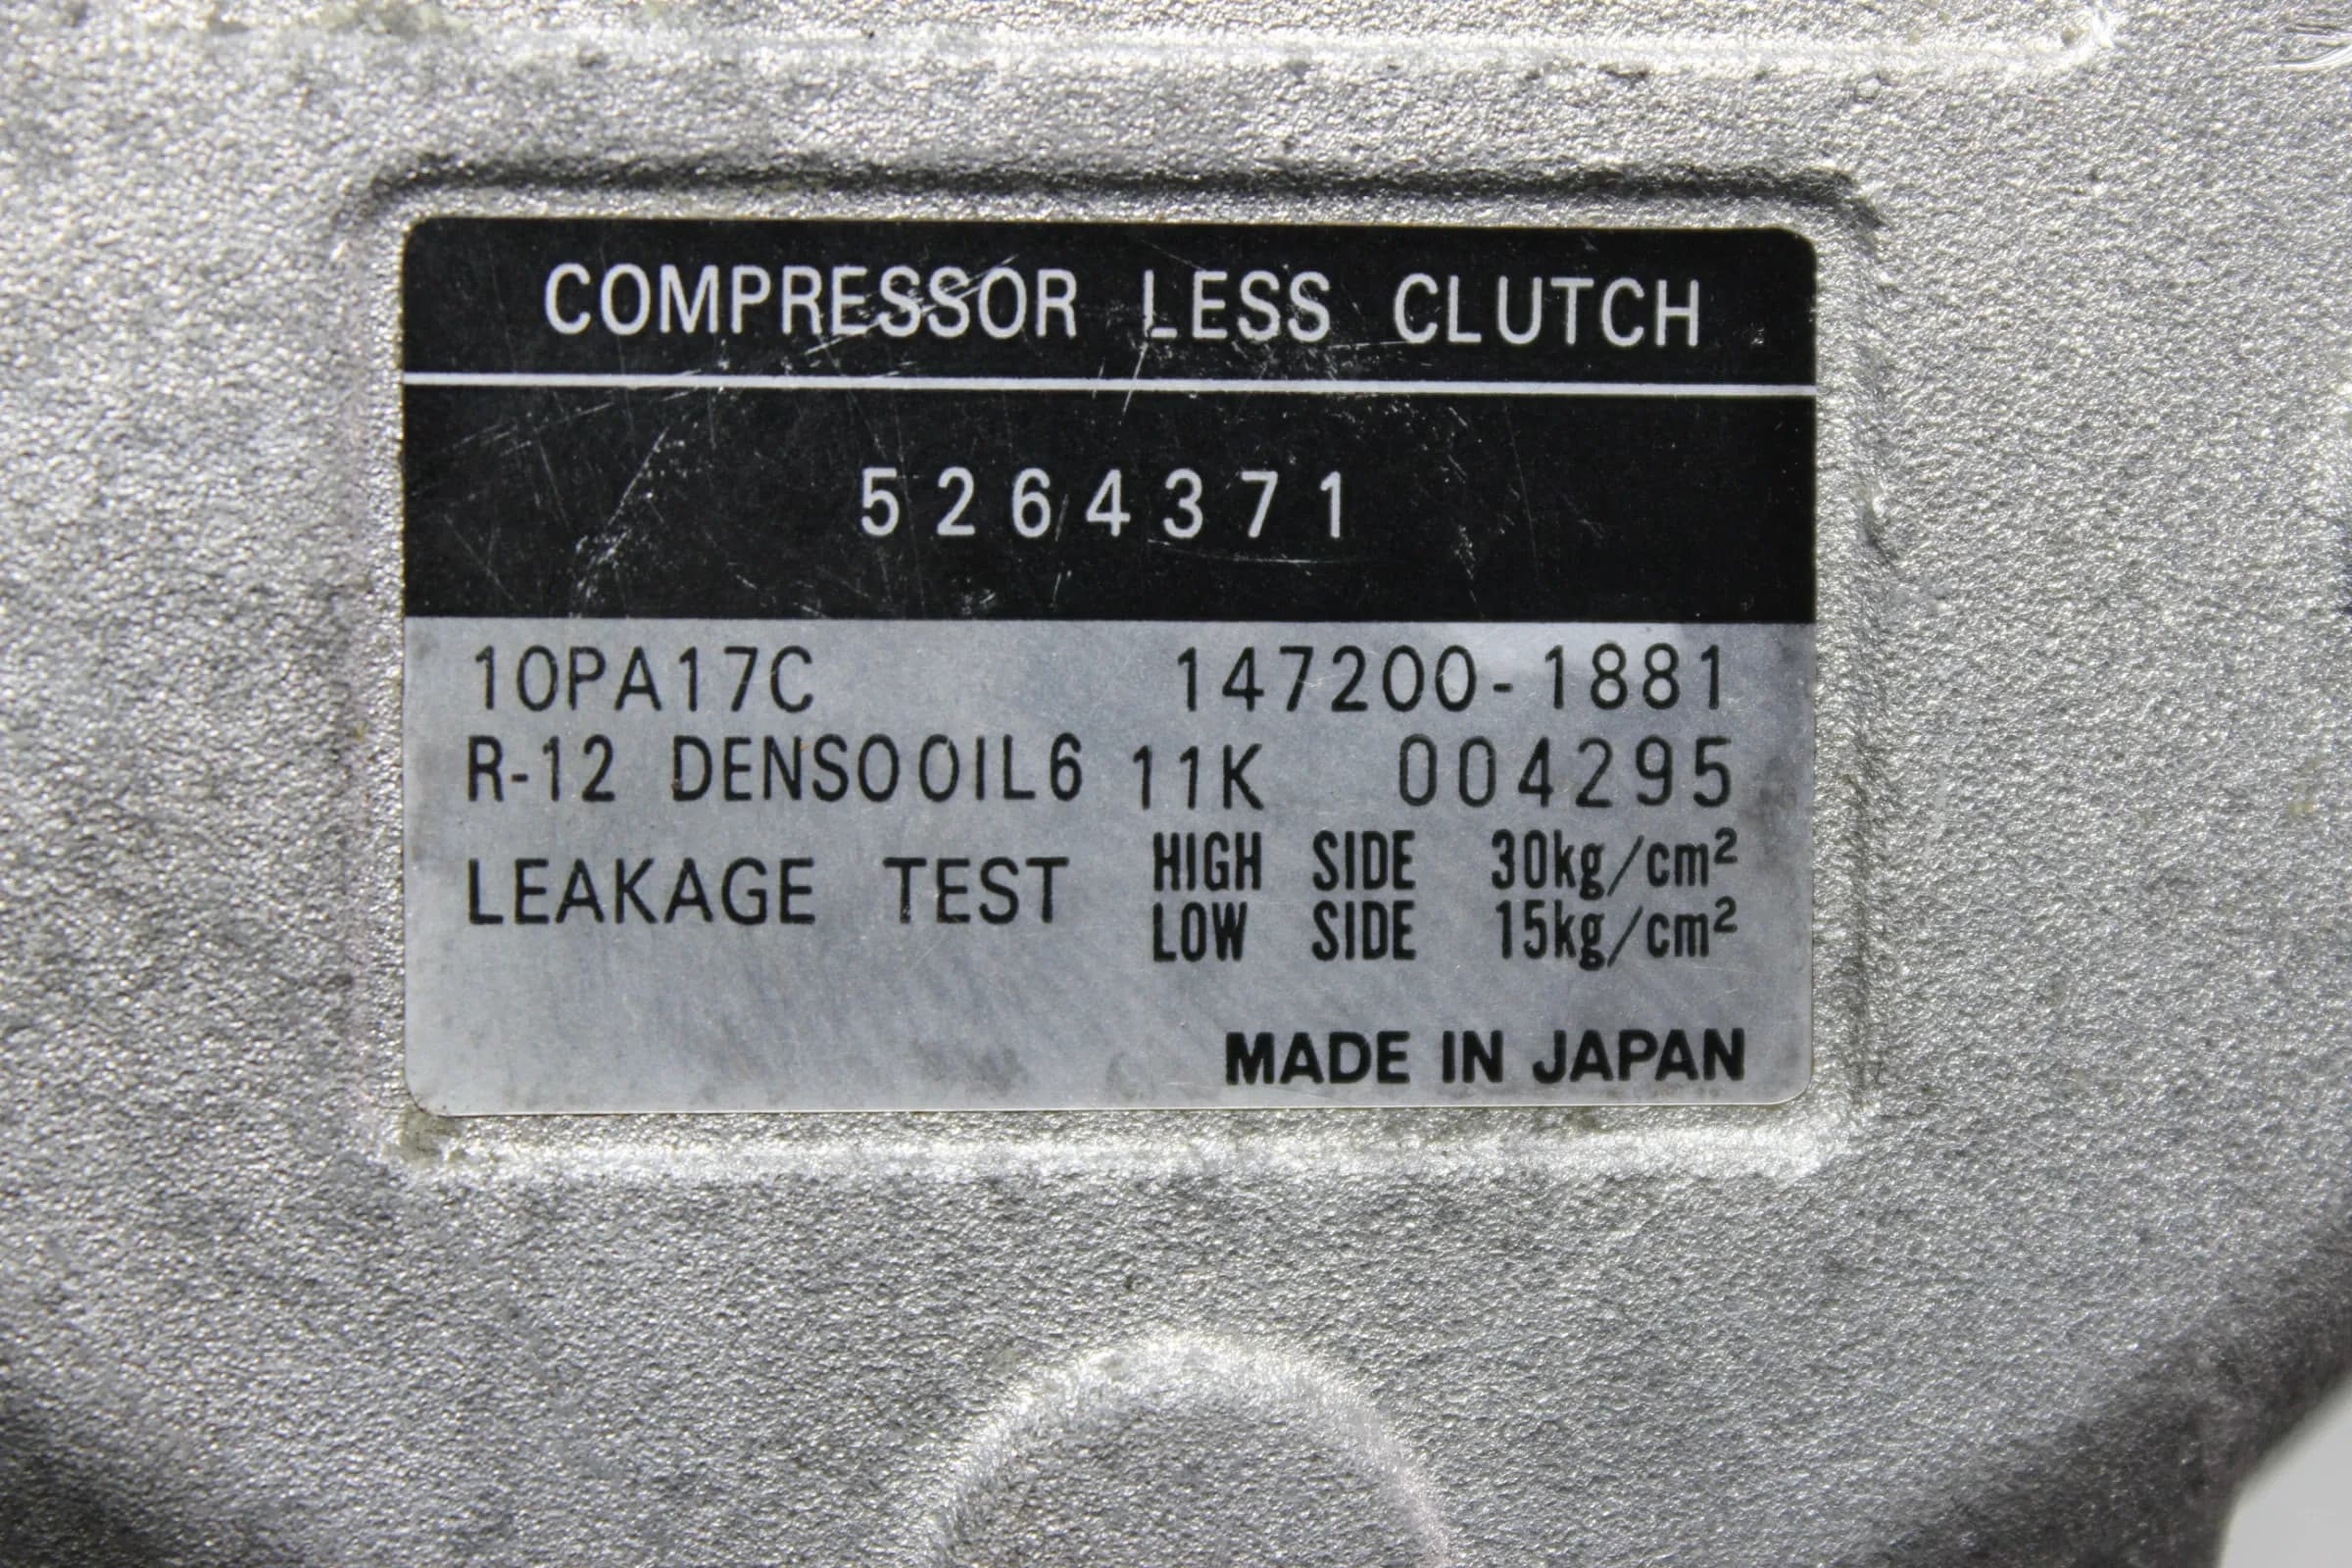 COMPRESSOR LESS CLUTCH
5264371
10PA17C 147200-1881
R-12 DENSOOIL6 11K 004295
LEAKAGE TEST HIGH SIDE 30kg/cm²
LOW SIDE 15kg/cm²
MADE IN JAPAN